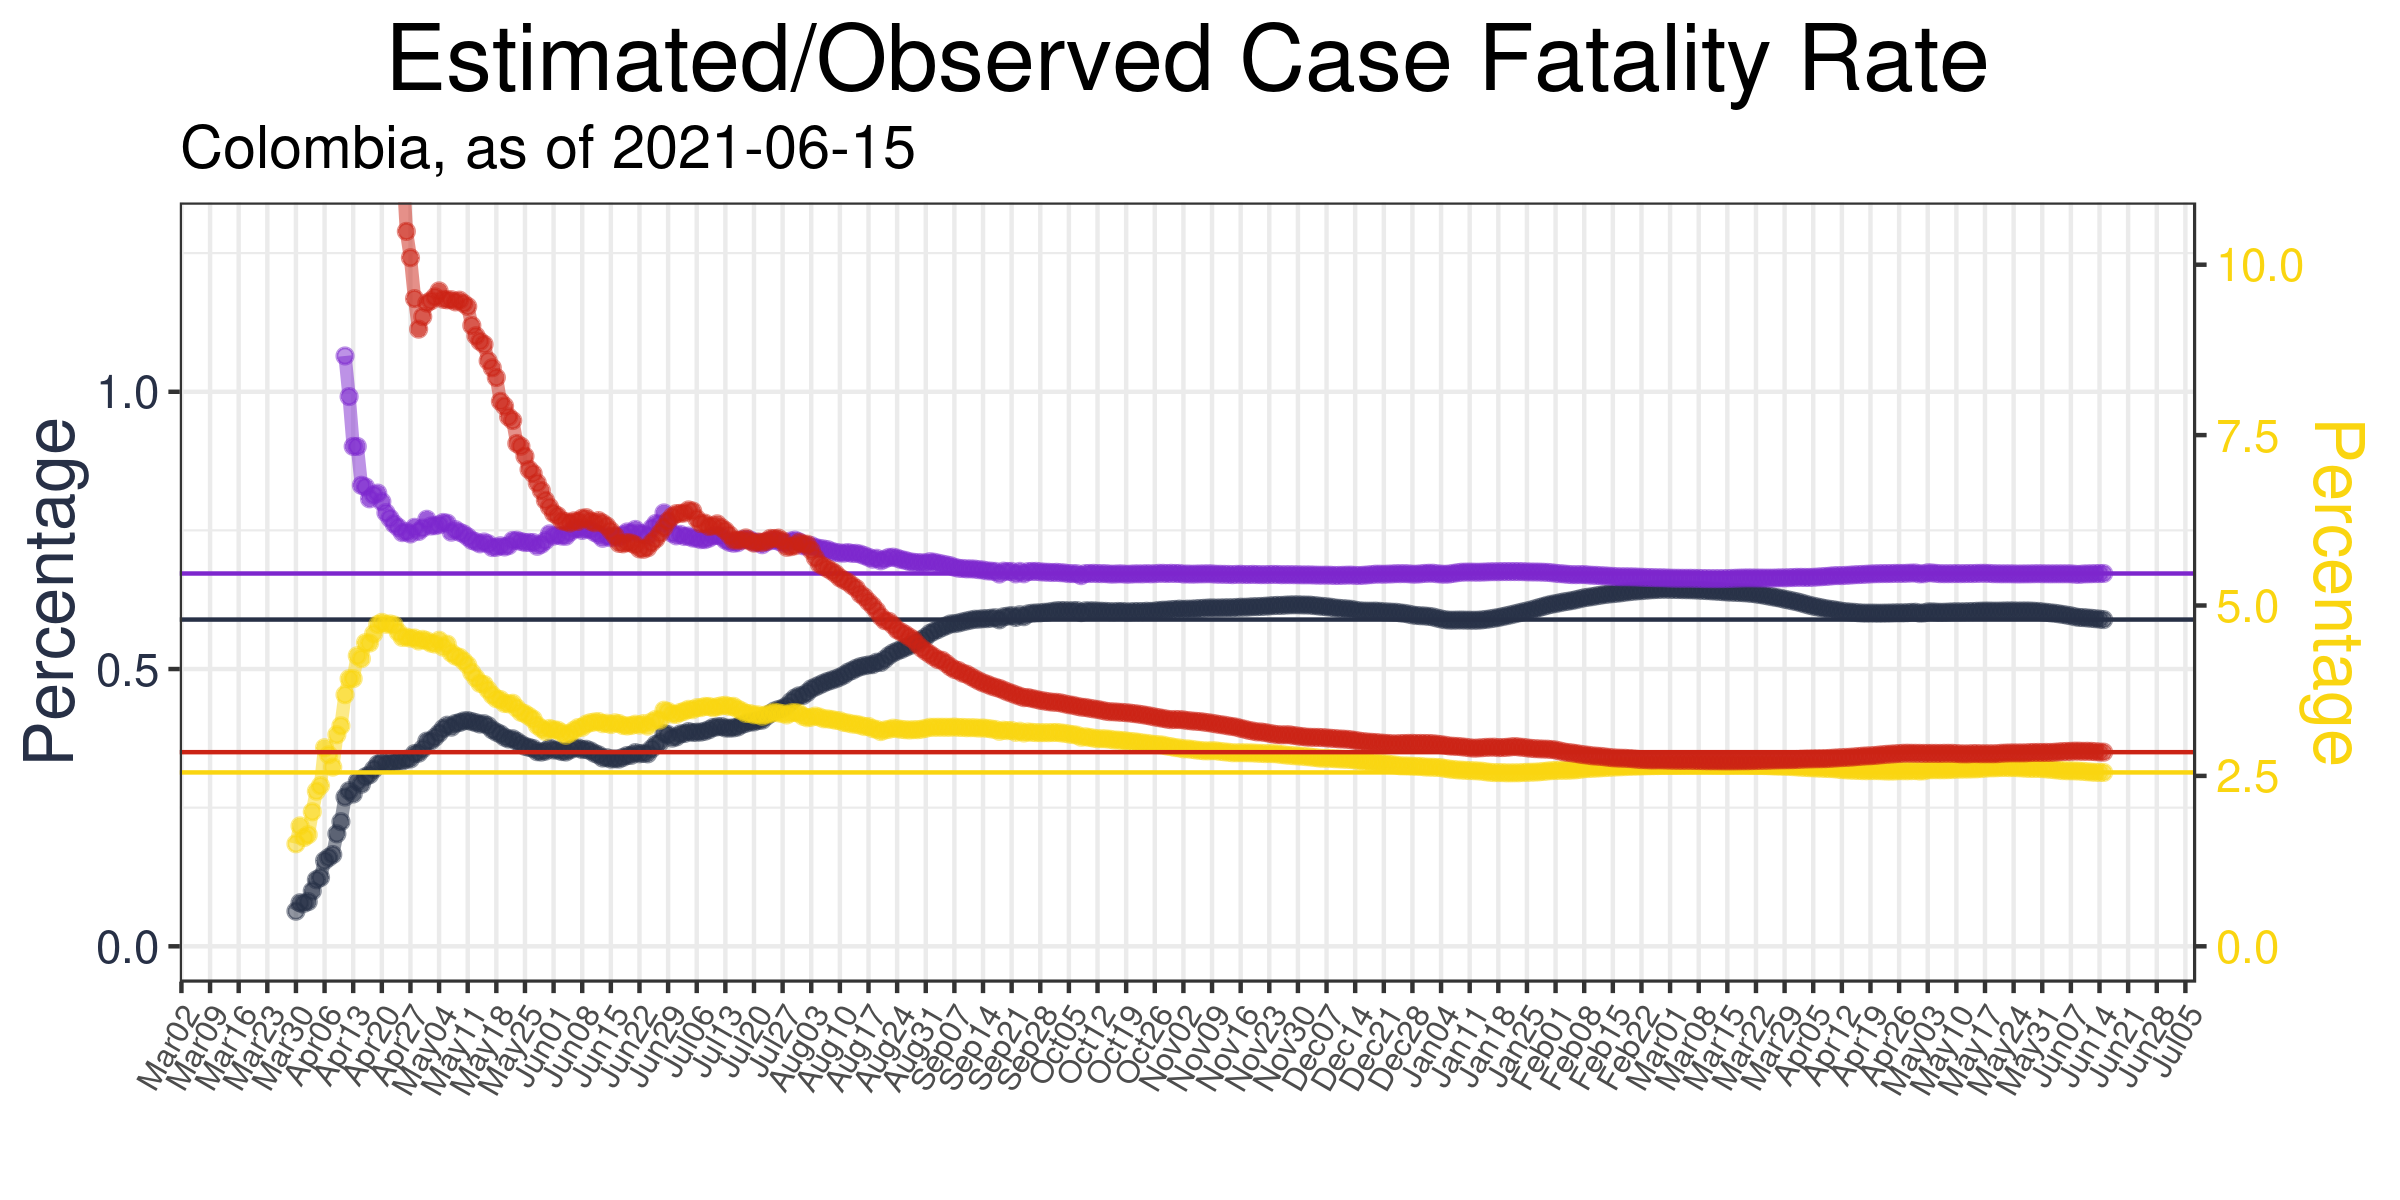 Estimated/Observed Case Fatality Rate
Colombia, as of 2021-06-15
Percentage
1.0
0.5
0.0
10.0
7.5
5.0
2.5
0.0
Percentage
Mar02
Mar09
Mar16
Mar23
Mar30
Apr06
Apr13
Apr20
Apr27
May04
May11
May18
May25
Jun01
Jun08
Jun15
Jun22
Jun29
Jul06
Jul13
Jul20
Jul27
Aug03
Aug10
Aug17
Aug24
Aug31
Sep07
Sep14
Sep21
Sep28
Oct05
Oct12
Oct19
Oct26
Nov02
Nov09
Nov16
Nov23
Nov30
Dec07
Dec14
Dec21
Dec28
Jan04
Jan11
Jan18
Jan25
Feb01
Feb08
Feb15
Feb22
Mar01
Mar08
Mar15
Mar22
Mar29
Apr05
Apr12
Apr19
Apr26
May03
May10
May17
May24
May31
Jun07
Jun14
Jun21
Jun28
Jul05